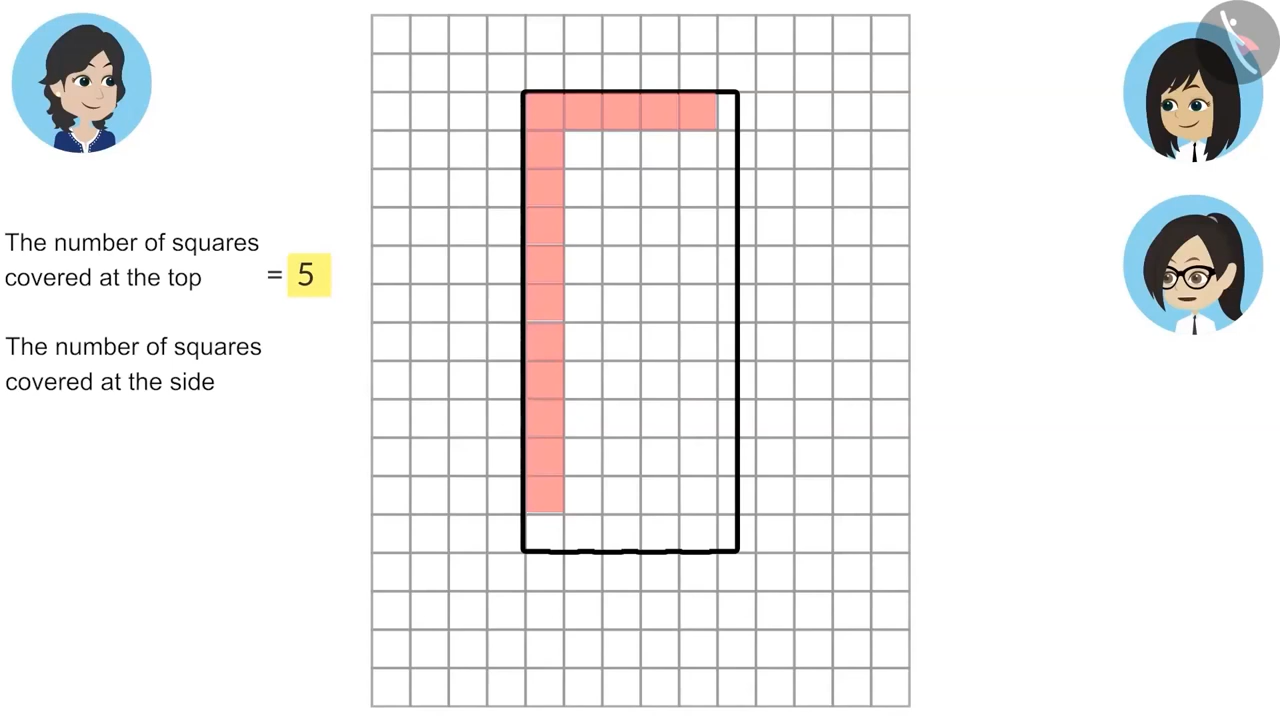 The number of squares
covered at the top = 5
The number of squares
covered at the side